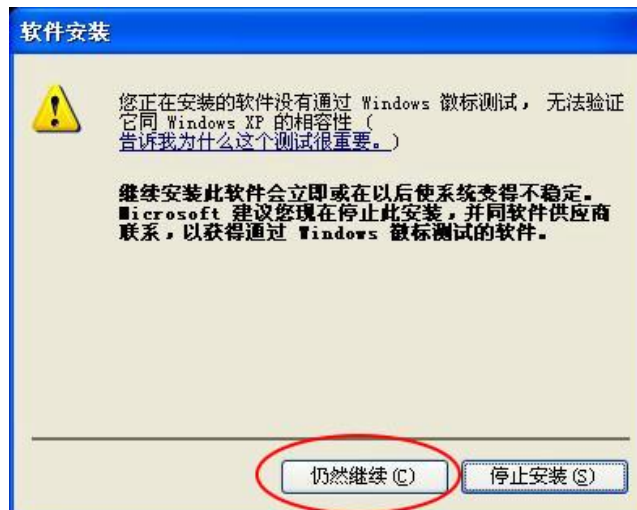 软件安装
您正在安装的软件没有通过 Windows 徽标测试，无法验证
它同 Windows XP 的相容性（
告诉我为什么这个测试很重要。）
继续安装此软件会立即或在以后使系统变得不稳定。
Microsoft 建议您现在停止此安装，并同软件供应商
联系，以获得通过 Windows 徽标测试的软件。
仍然继续(C)
停止安装(S)